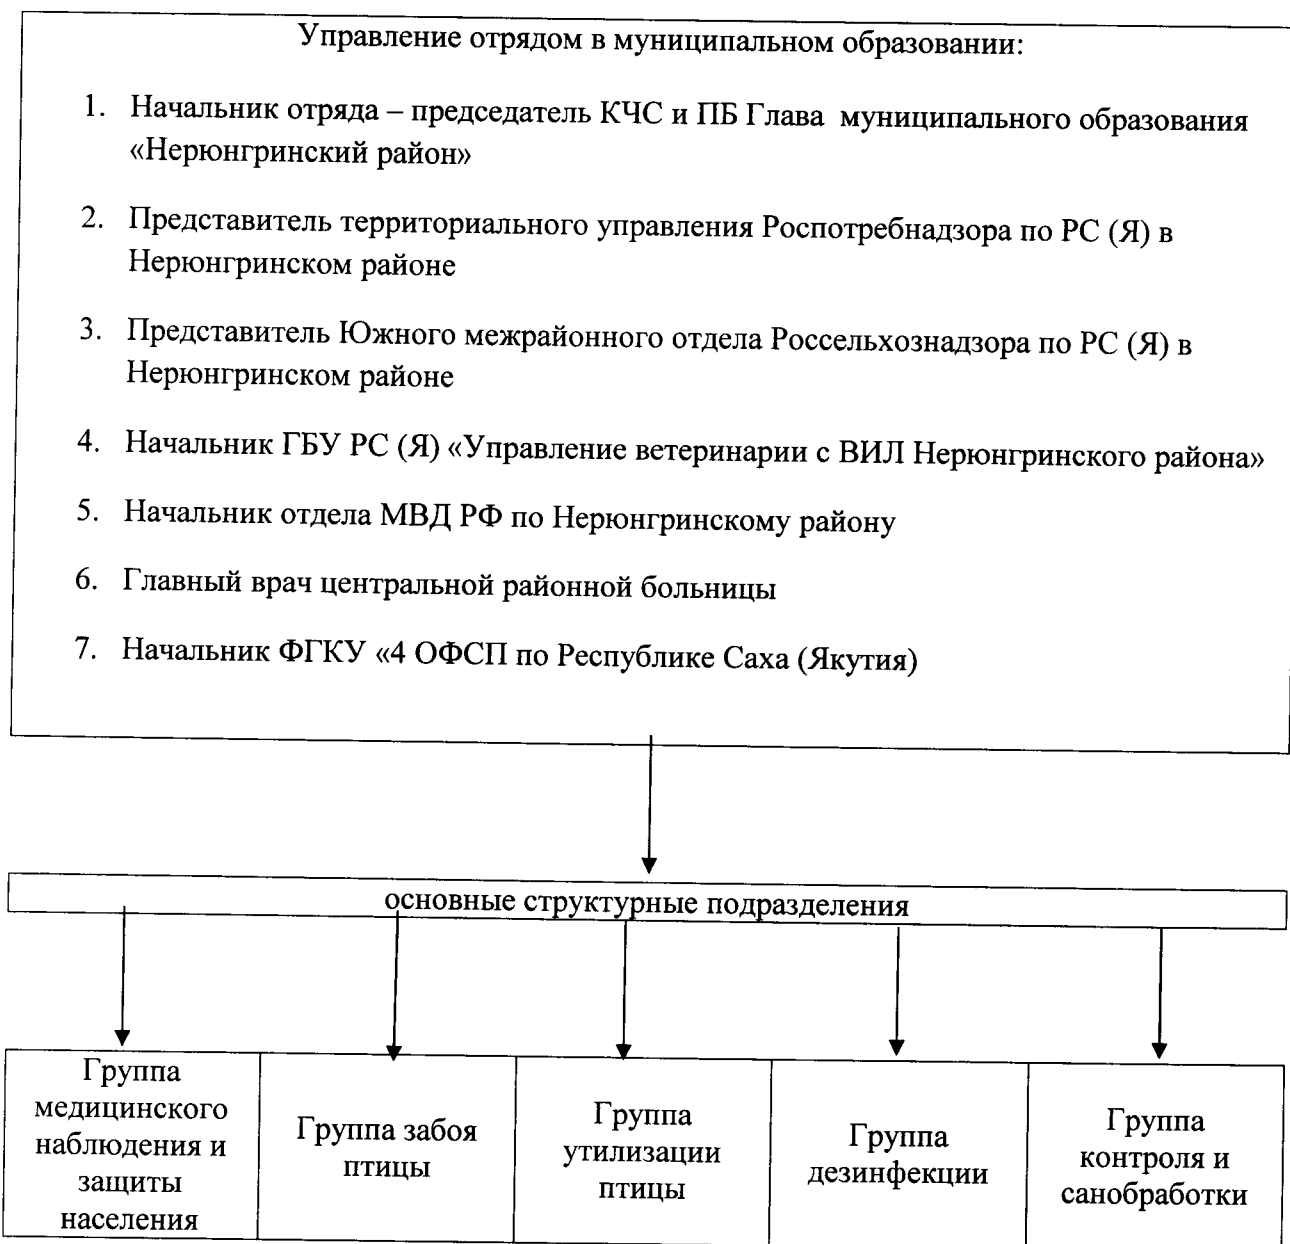 Управление отрядом в муниципальном образовании:
1. Начальник отряда – председатель КЧС и ПБ Глава муниципального образования
«Нерюнгринский район»
2. Представитель территориального управления Роспотребнадзора по РС (Я) в
Нерюнгринском районе
3. Представитель Южного межрайонного отдела Россельхознадзора по РС (Я) в
Нерюнгринском районе
4. Начальник ГБУ РС (Я) «Управление ветеринарии с ВИЛ Нерюнгринского района»
5. Начальник отдела МВД РФ по Нерюнгринскому району
6. Главный врач центральной районной больницы
7. Начальник ФГКУ «4 ОФСП по Республике Саха (Якутия)
основные структурные подразделения
Группа
медицинского
наблюдения и
защиты
населения
Группа забоя
птицы
Группа
утилизации
птицы
Группа
дезинфекции
Группа
контроля и
санобработки